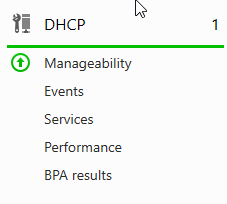 DHCP 1
Manageability
Events
Services
Performance
BPA results